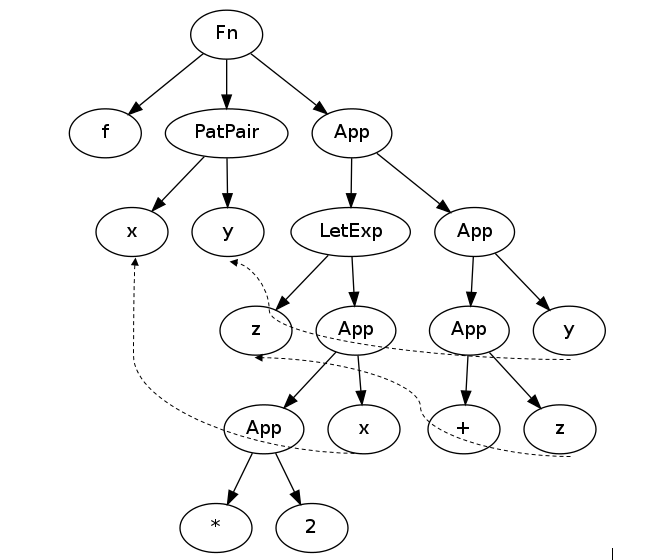 Fn
f PatPair App
x y LetExp App
z App App y
App x + z
* 2